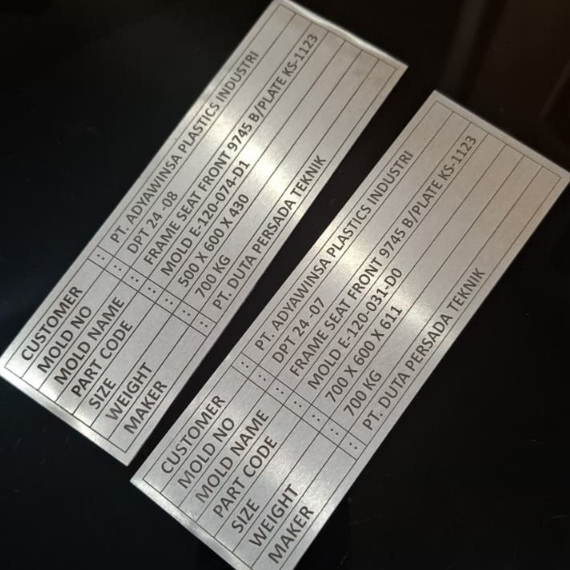 CUSTOMER : PT. ADYAWINSA PLASTICS INDUSTRI
MOLD NO : DPT 24 -08
MOLD NAME : FRAME SEAT FRONT 9745 B/PLATE KS-1123
PART CODE : MOLD E-120-074-D1
SIZE : 500 X 600 X 430
WEIGHT : 700 KG
MAKER : PT. DUTA PERSADA TEKNIK
CUSTOMER : PT. ADYAWINSA PLASTICS INDUSTRI
MOLD NO : DPT 24 -07
MOLD NAME : FRAME SEAT FRONT 9745 B/PLATE KS-1123
PART CODE : MOLD E-120-031-D0
SIZE : 700 X 600 X 611
WEIGHT : 700 KG
MAKER : PT. DUTA PERSADA TEKNIK